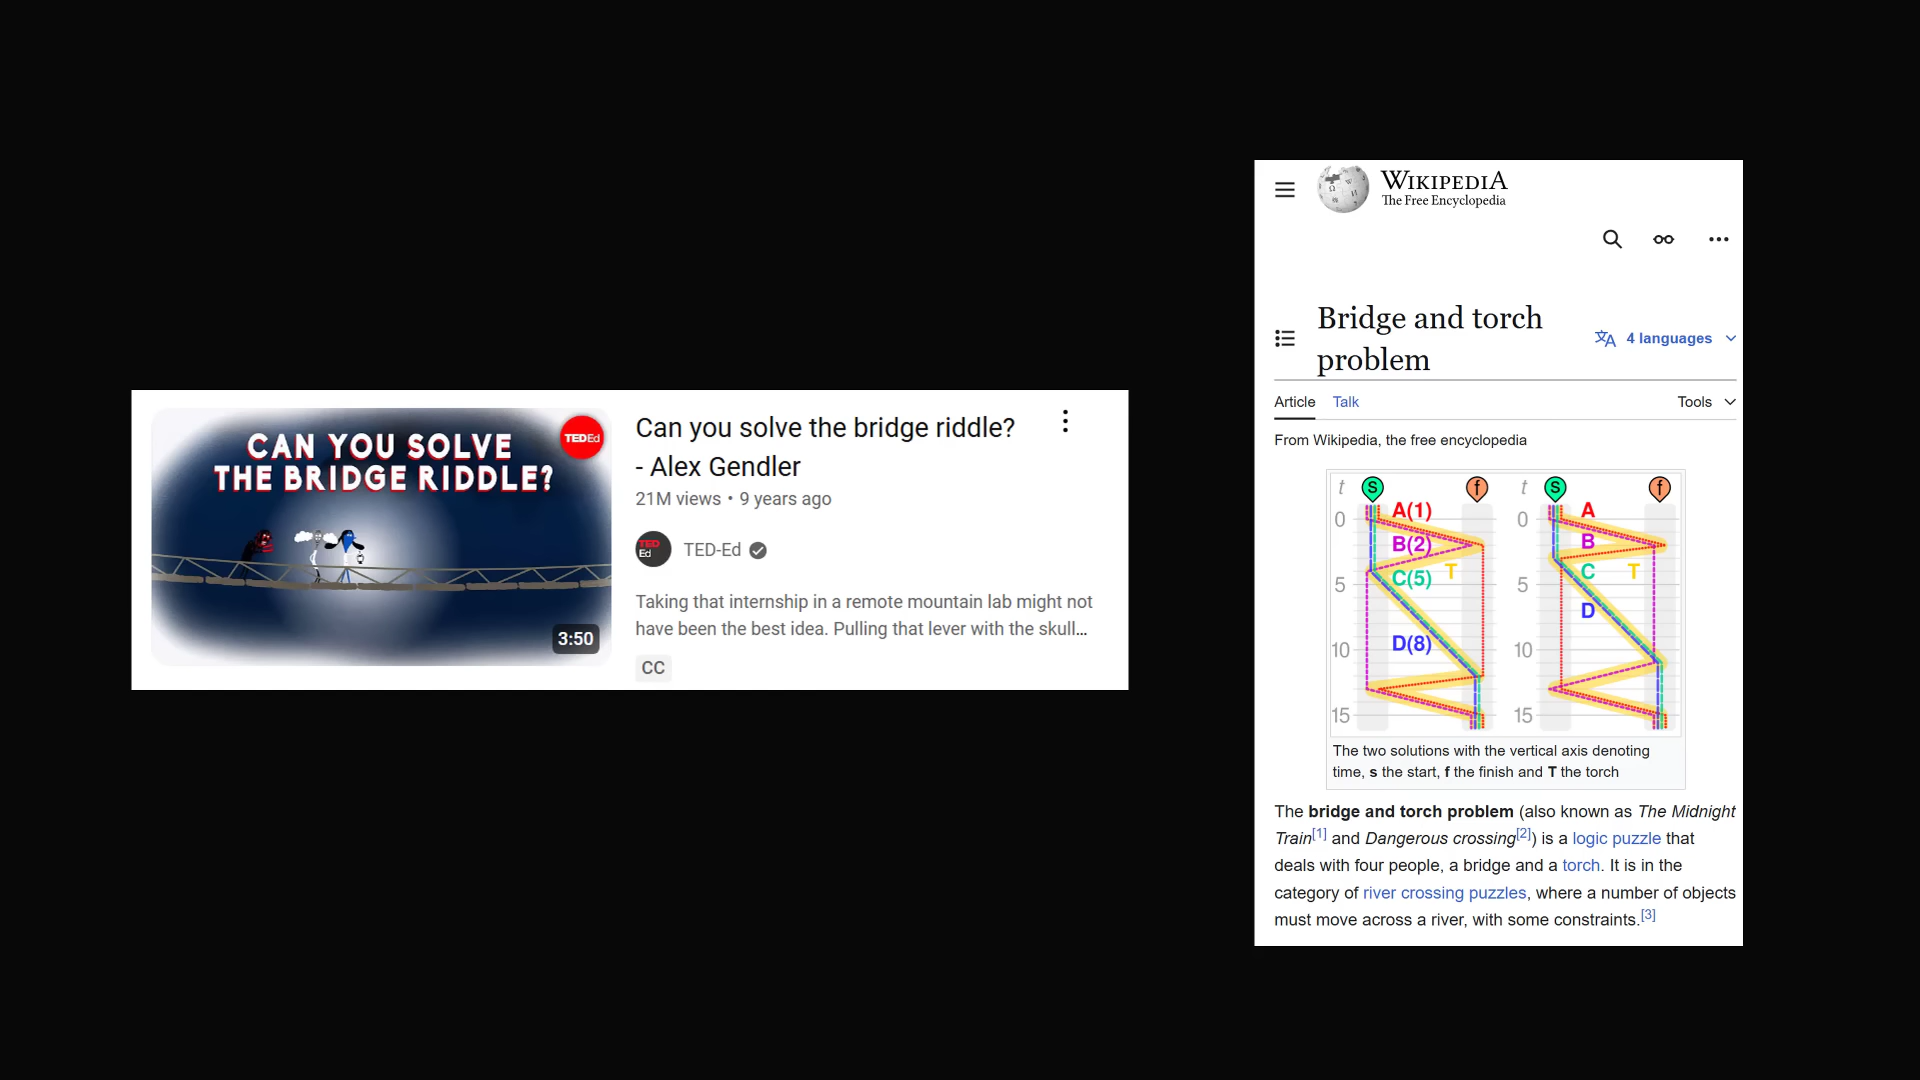 CAN YOU SOLVE
THE BRIDGE RIDDLE?
TEDEd
3:50
Can you solve the bridge riddle?
- Alex Gendler
21M views • 9 years ago
TED
Ed
TED-Ed
Taking that internship in a remote mountain lab might not
have been the best idea. Pulling that lever with the skull...
CC
WIKIPEDIA
The Free Encyclopedia
Bridge and torch
problem
4 languages
Article Talk Tools
From Wikipedia, the free encyclopedia
t S f t S f
0 A(1) 0 A
B(2) B
5 C(5) T 5 C T
D
10 D(8) 10
15 15
The two solutions with the vertical axis denoting
time, s the start, f the finish and T the torch
The bridge and torch problem (also known as The Midnight
Train[1] and Dangerous crossing[2]) is a logic puzzle that
deals with four people, a bridge and a torch. It is in the
category of river crossing puzzles, where a number of objects
must move across a river, with some constraints.[3]